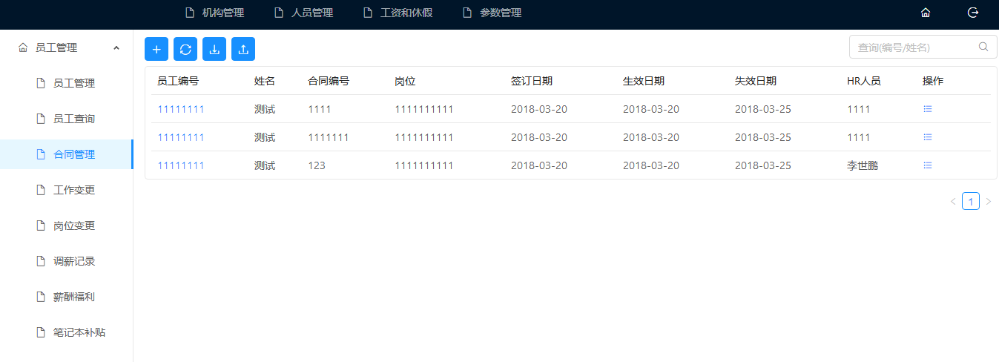 机构管理 人员管理 工资和休假 参数管理
员工管理
员工管理
员工查询
合同管理
工作变更
岗位变更
调薪记录
薪酬福利
笔记本补贴
查询(编号/姓名)
员工编号 姓名 合同编号 岗位 签订日期 生效日期 失效日期 HR人员 操作
11111111 测试 1111 1111111111 2018-03-20 2018-03-20 2018-03-25 1111
11111111 测试 1111111 1111111111 2018-03-20 2018-03-20 2018-03-25 1111
11111111 测试 123 1111111111 2018-03-20 2018-03-20 2018-03-25 李世鹏
1